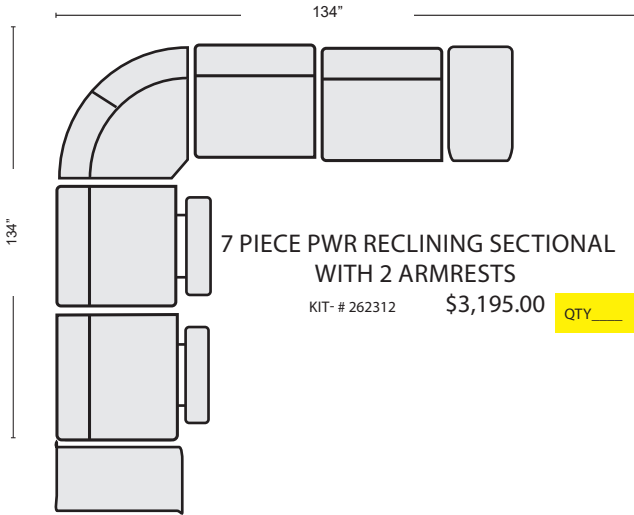 134"
134"
7 PIECE PWR RECLINING SECTIONAL
WITH 2 ARMRESTS
KIT- # 262312 $3,195.00 QTY____